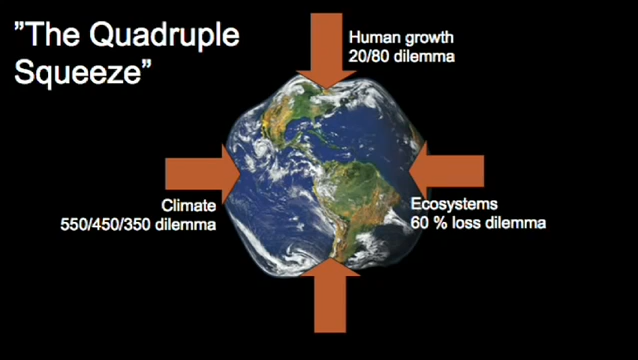 ”The Quadruple
Squeeze”
Human growth
20/80 dilemma
Climate
550/450/350 dilemma
Ecosystems
60 % loss dilemma